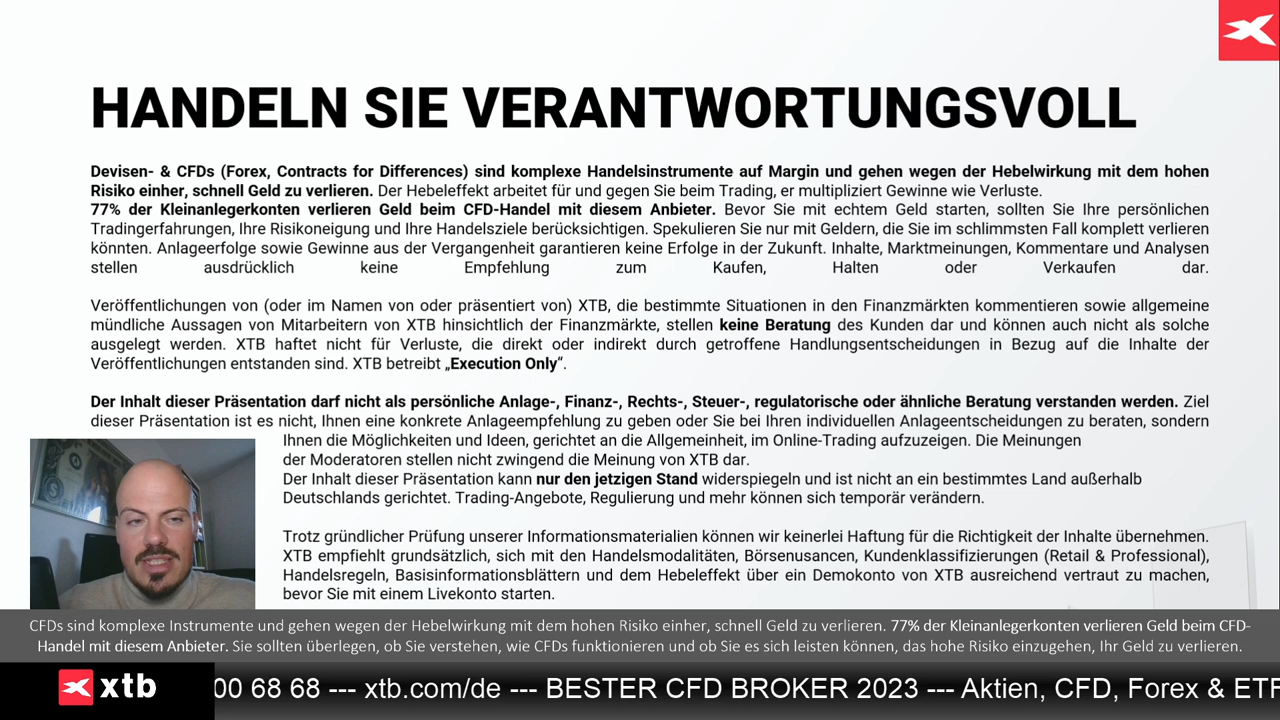 HANDELN SIE VERANTWORTUNGSVOLL
Devisen- & CFDs (Forex, Contracts for Differences) sind komplexe Handelsinstrumente auf Margin und gehen wegen der Hebelwirkung mit dem hohen
Risiko einher, schnell Geld zu verlieren. Der Hebeleffekt arbeitet für und gegen Sie beim Trading, er multipliziert Gewinne wie Verluste.
77% der Kleinanlegerkonten verlieren Geld beim CFD-Handel mit diesem Anbieter. Bevor Sie mit echtem Geld starten, sollten Sie Ihre persönlichen
Tradingerfahrungen, Ihre Risikoneigung und Ihre Handelsziele berücksichtigen. Spekulieren Sie nur mit Geldern, die Sie im schlimmsten Fall komplett verlieren
könnten. Anlageerfolge sowie Gewinne aus der Vergangenheit garantieren keine Erfolge in der Zukunft. Inhalte, Marktmeinungen, Kommentare und Analysen
stellen ausdrücklich keine Empfehlung zum Kaufen, Halten oder Verkaufen dar.
Veröffentlichungen von (oder im Namen von oder präsentiert von) XTB, die bestimmte Situationen in den Finanzmärkten kommentieren sowie allgemeine
mündliche Aussagen von Mitarbeitern von XTB hinsichtlich der Finanzmärkte, stellen keine Beratung des Kunden dar und können auch nicht als solche
ausgelegt werden. XTB haftet nicht für Verluste, die direkt oder indirekt durch getroffene Handlungsentscheidungen in Bezug auf die Inhalte der
Veröffentlichungen entstanden sind. XTB betreibt „Execution Only“.
Der Inhalt dieser Präsentation darf nicht als persönliche Anlage-, Finanz-, Rechts-, Steuer-, regulatorische oder ähnliche Beratung verstanden werden. Ziel
dieser Präsentation ist es nicht, Ihnen eine konkrete Anlageempfehlung zu geben oder Sie bei Ihren individuellen Anlageentscheidungen zu beraten, sondern
Ihnen die Möglichkeiten und Ideen, gerichtet an die Allgemeinheit, im Online-Trading aufzuzeigen. Die Meinungen
der Moderatoren stellen nicht zwingend die Meinung von XTB dar.
Der Inhalt dieser Präsentation kann nur den jetzigen Stand widerspiegeln und ist nicht an ein bestimmtes Land außerhalb
Deutschlands gerichtet. Trading-Angebote, Regulierung und mehr können sich temporär verändern.
Trotz gründlicher Prüfung unserer Informationsmaterialien können wir keinerlei Haftung für die Richtigkeit der Inhalte übernehmen.
XTB empfiehlt grundsätzlich, sich mit den Handelsmodalitäten, Börsenusancen, Kundenklassifizierungen (Retail & Professional),
Handelsregeln, Basisinformationsblättern und dem Hebeleffekt über ein Demokonto von XTB ausreichend vertraut zu machen,
bevor Sie mit einem Livekonto starten.
CFDs sind komplexe Instrumente und gehen wegen der Hebelwirkung mit dem hohen Risiko einher, schnell Geld zu verlieren. 77% der Kleinanlegerkonten verlieren Geld beim CFD-
Handel mit diesem Anbieter. Sie sollten überlegen, ob Sie verstehen, wie CFDs funktionieren und ob Sie es sich leisten können, das hohe Risiko einzugehen, Ihr Geld zu verlieren.
xtb 00 68 68 --- xtb.com/de --- BESTER CFD BROKER 2023 --- Aktien, CFD, Forex & ETF